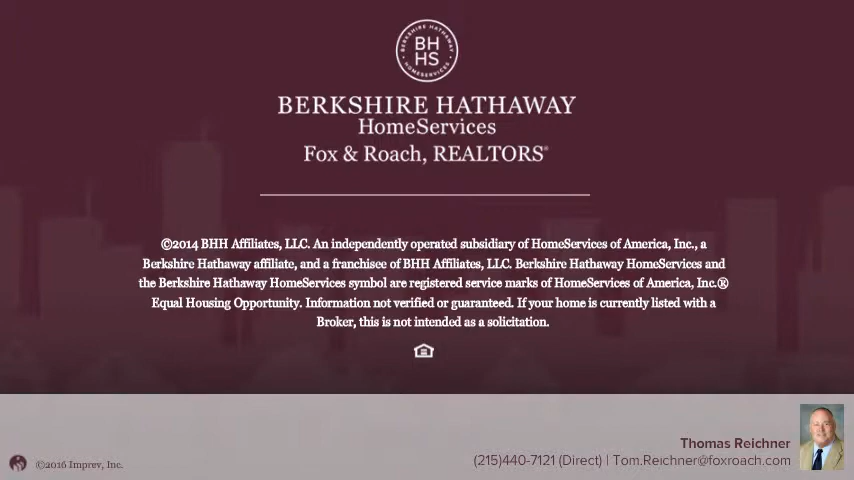 BERKSHIRE HATHAWAY
BH
HS
HOMESERVICES
BERKSHIRE HATHAWAY
HomeServices
Fox & Roach, REALTORS®
©2014 BHH Affiliates, LLC. An independently operated subsidiary of HomeServices of America, Inc., a
Berkshire Hathaway affiliate, and a franchisee of BHH Affiliates, LLC. Berkshire Hathaway HomeServices and
the Berkshire Hathaway HomeServices symbol are registered service marks of HomeServices of America, Inc.®
Equal Housing Opportunity. Information not verified or guaranteed. If your home is currently listed with a
Broker, this is not intended as a solicitation.
Thomas Reichner
(215)440-7121 (Direct) | Tom.Reichner@foxroach.com
©2016 Imprev, Inc.